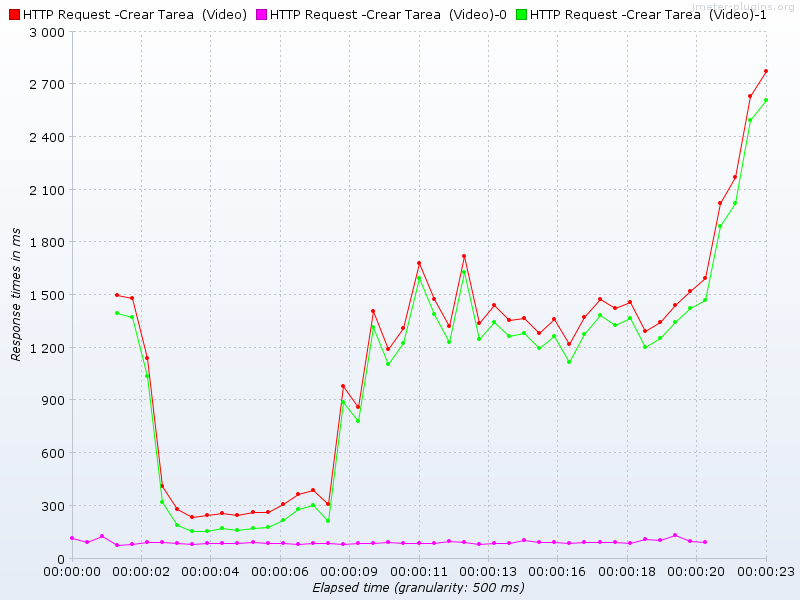 jmeter-plugins.org
HTTP Request -Crear Tarea (Video) HTTP Request -Crear Tarea (Video)-0 HTTP Request -Crear Tarea (Video)-1
3 000
2 700
2 400
2 100
1 800
1 500
1 200
900
600
300
0
Response times in ms
00:00:00 00:00:02 00:00:04 00:00:06 00:00:09 00:00:11 00:00:13 00:00:16 00:00:18 00:00:20 00:00:23
Elapsed time (granularity: 500 ms)